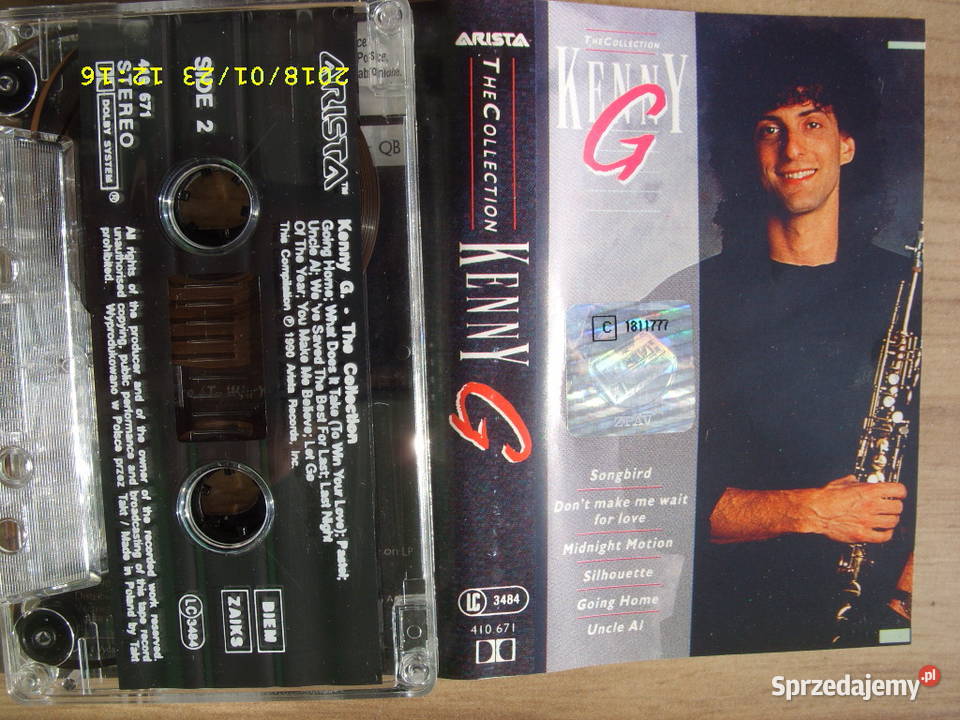 ARISTA™
SIDE 2
410 671
STEREO
DOLBY SYSTEM ®
2018/01/23 12:16
QB
Kenny G. - The Collection
Going Home; What Does It Take (To Win Your Love); Pastel;
Uncle Al; We've Saved The Best For Last; Last Night
Of The Year; You Make Me Believe; Let Go
This Compilation ℗ 1990 Arista Records, Inc.
All rights of the producer and of the owner of the recorded work reserved.
unauthorised copying, public performance and broadcasting of this tape record
prohibited. Wyprodukowano w Polsce przez Takt / Made in Poland by Takt
BIEM
ZAIKS
LC 3484
on LP
ARISTA
THE COLLECTION
KENNY
G
LC 3484
410 671
THE COLLECTION
KENNY
G
C 1811777
ZPAV
Songbird
Don't make me wait
for love
Midnight Motion
Silhouette
Going Home
Uncle Al
Sprzedajemy.pl